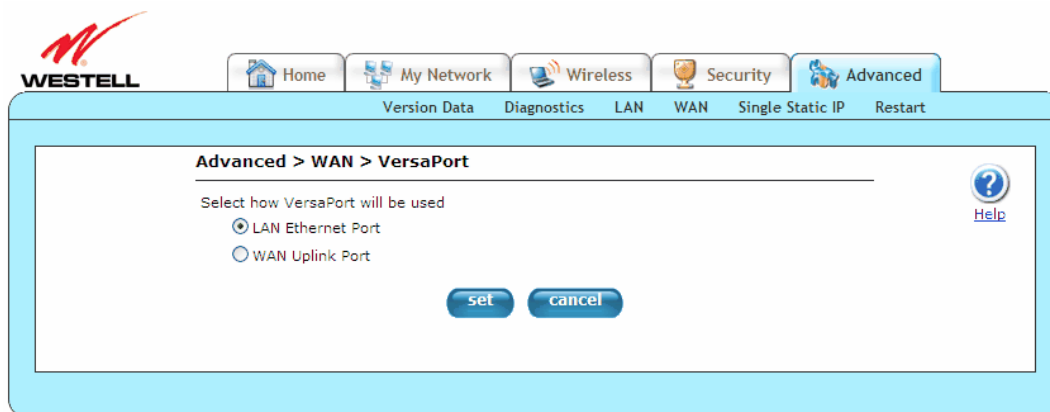 WESTELL
Home My Network Wireless Security Advanced
Version Data Diagnostics LAN WAN Single Static IP Restart
Advanced > WAN > VersaPort
Select how VersaPort will be used
LAN Ethernet Port
WAN Uplink Port
set cancel
?
Help